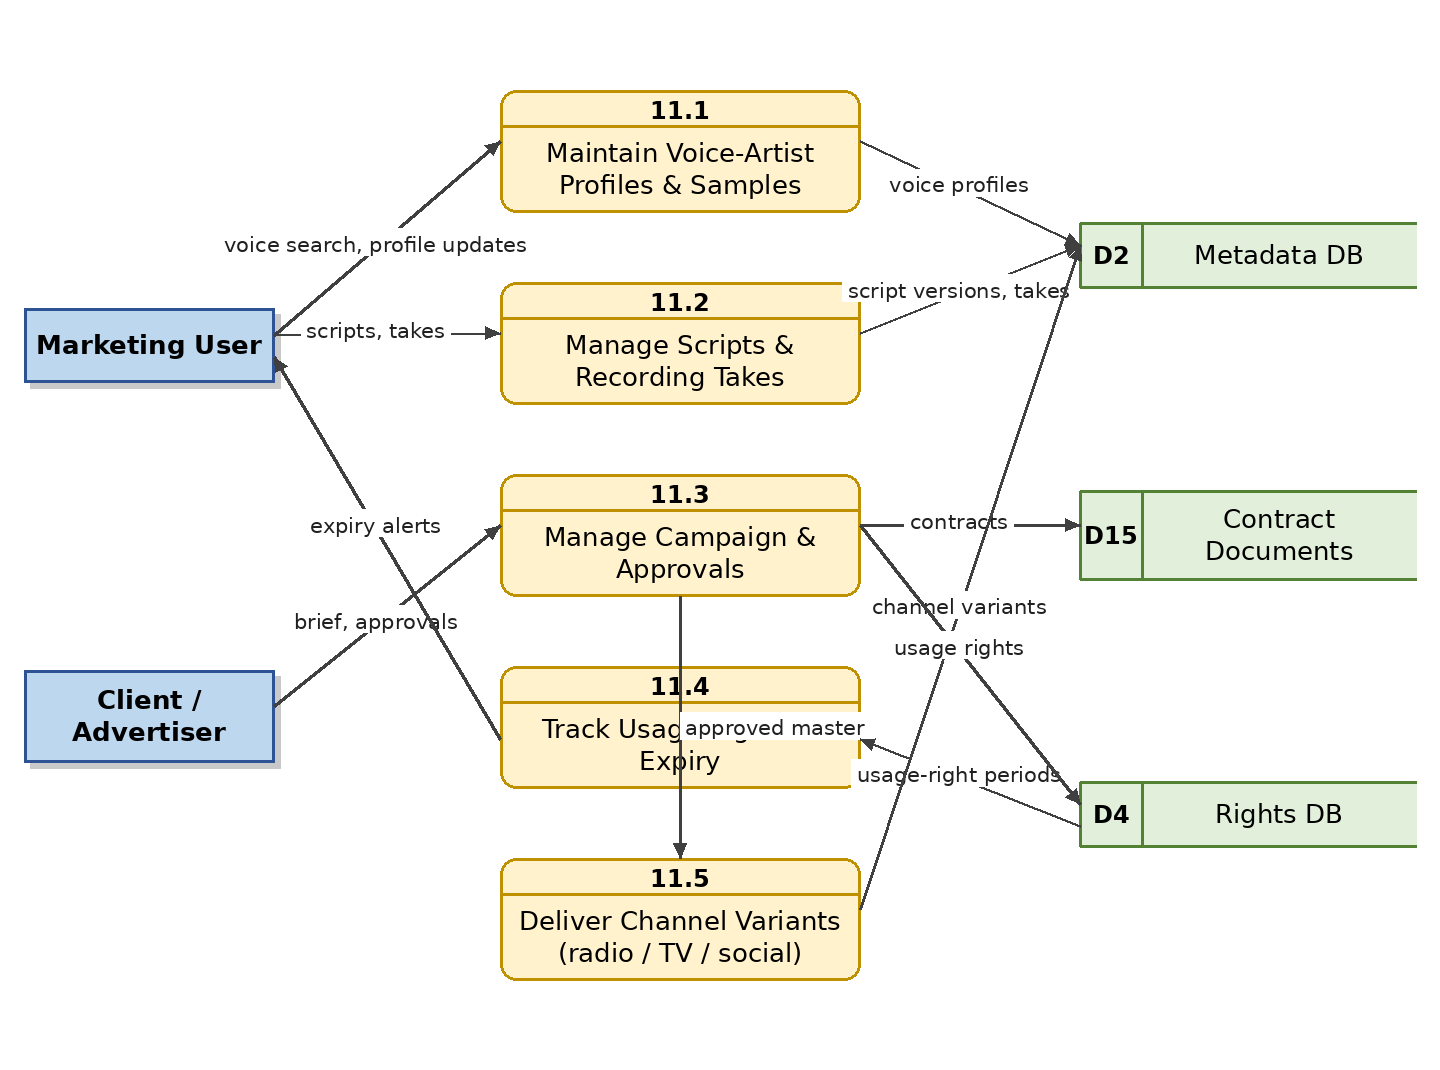 11.1
Maintain Voice-Artist
Profiles & Samples
voice profiles
voice search, profile updates
D2
Metadata DB
11.2
script versions, takes
Marketing User
scripts, takes
Manage Scripts &
Recording Takes
11.3
Manage Campaign &
Approvals
expiry alerts
contracts
D15
Contract
Documents
channel variants
brief, approvals
usage rights
Client /
Advertiser
11.4
Track
approved master
Expiry
usage-right periods
D4
Rights DB
11.5
Deliver Channel Variants
(radio / TV / social)